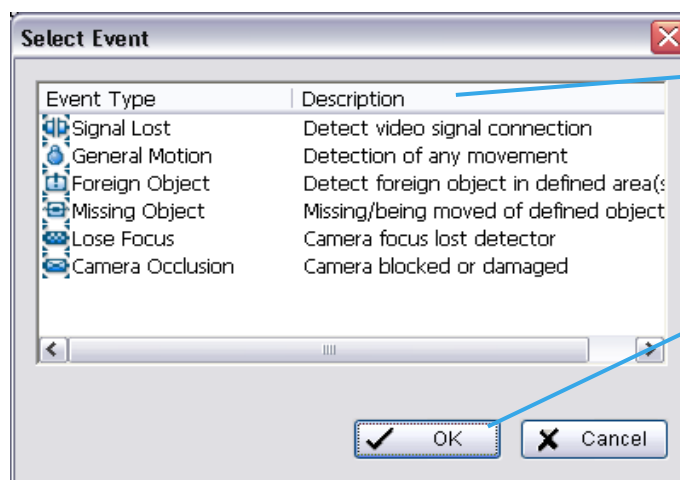 Select Event
Event Type Description
Signal Lost Detect video signal connection
General Motion Detection of any movement
Foreign Object Detect foreign object in defined area(s
Missing Object Missing/being moved of defined object
Lose Focus Camera focus lost detector
Camera Occlusion Camera blocked or damaged
OK Cancel